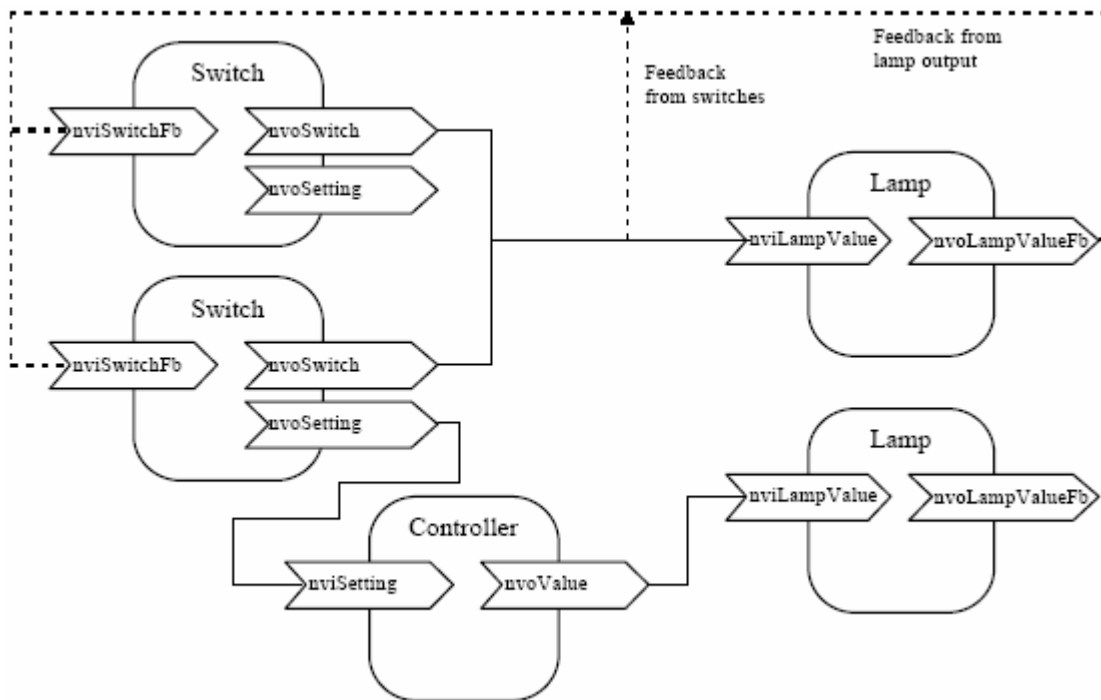 Feedback from
lamp output
Feedback
from switches
Switch
nviSwitchFb
nvoSwitch
nvoSetting
Lamp
nviLampValue
nvoLampValueFb
Switch
nviSwitchFb
nvoSwitch
nvoSetting
Lamp
nviLampValue
nvoLampValueFb
Controller
nviSetting
nvoValue